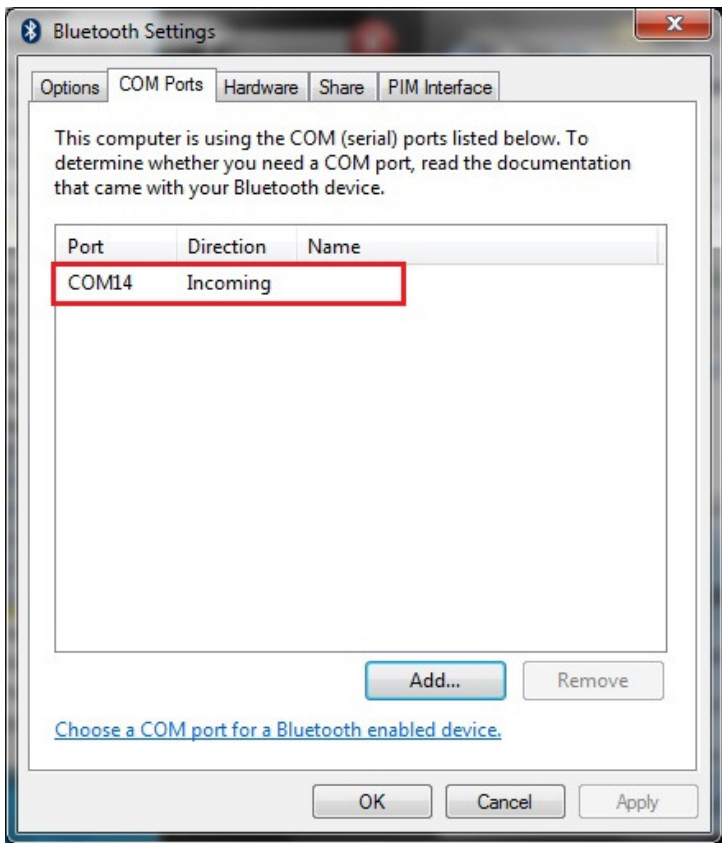 Bluetooth Settings
Options COM Ports Hardware Share PIM Interface
This computer is using the COM (serial) ports listed below. To
determine whether you need a COM port, read the documentation
that came with your Bluetooth device.
Port Direction Name
COM14 Incoming
Add... Remove
Choose a COM port for a Bluetooth enabled device.
OK Cancel Apply